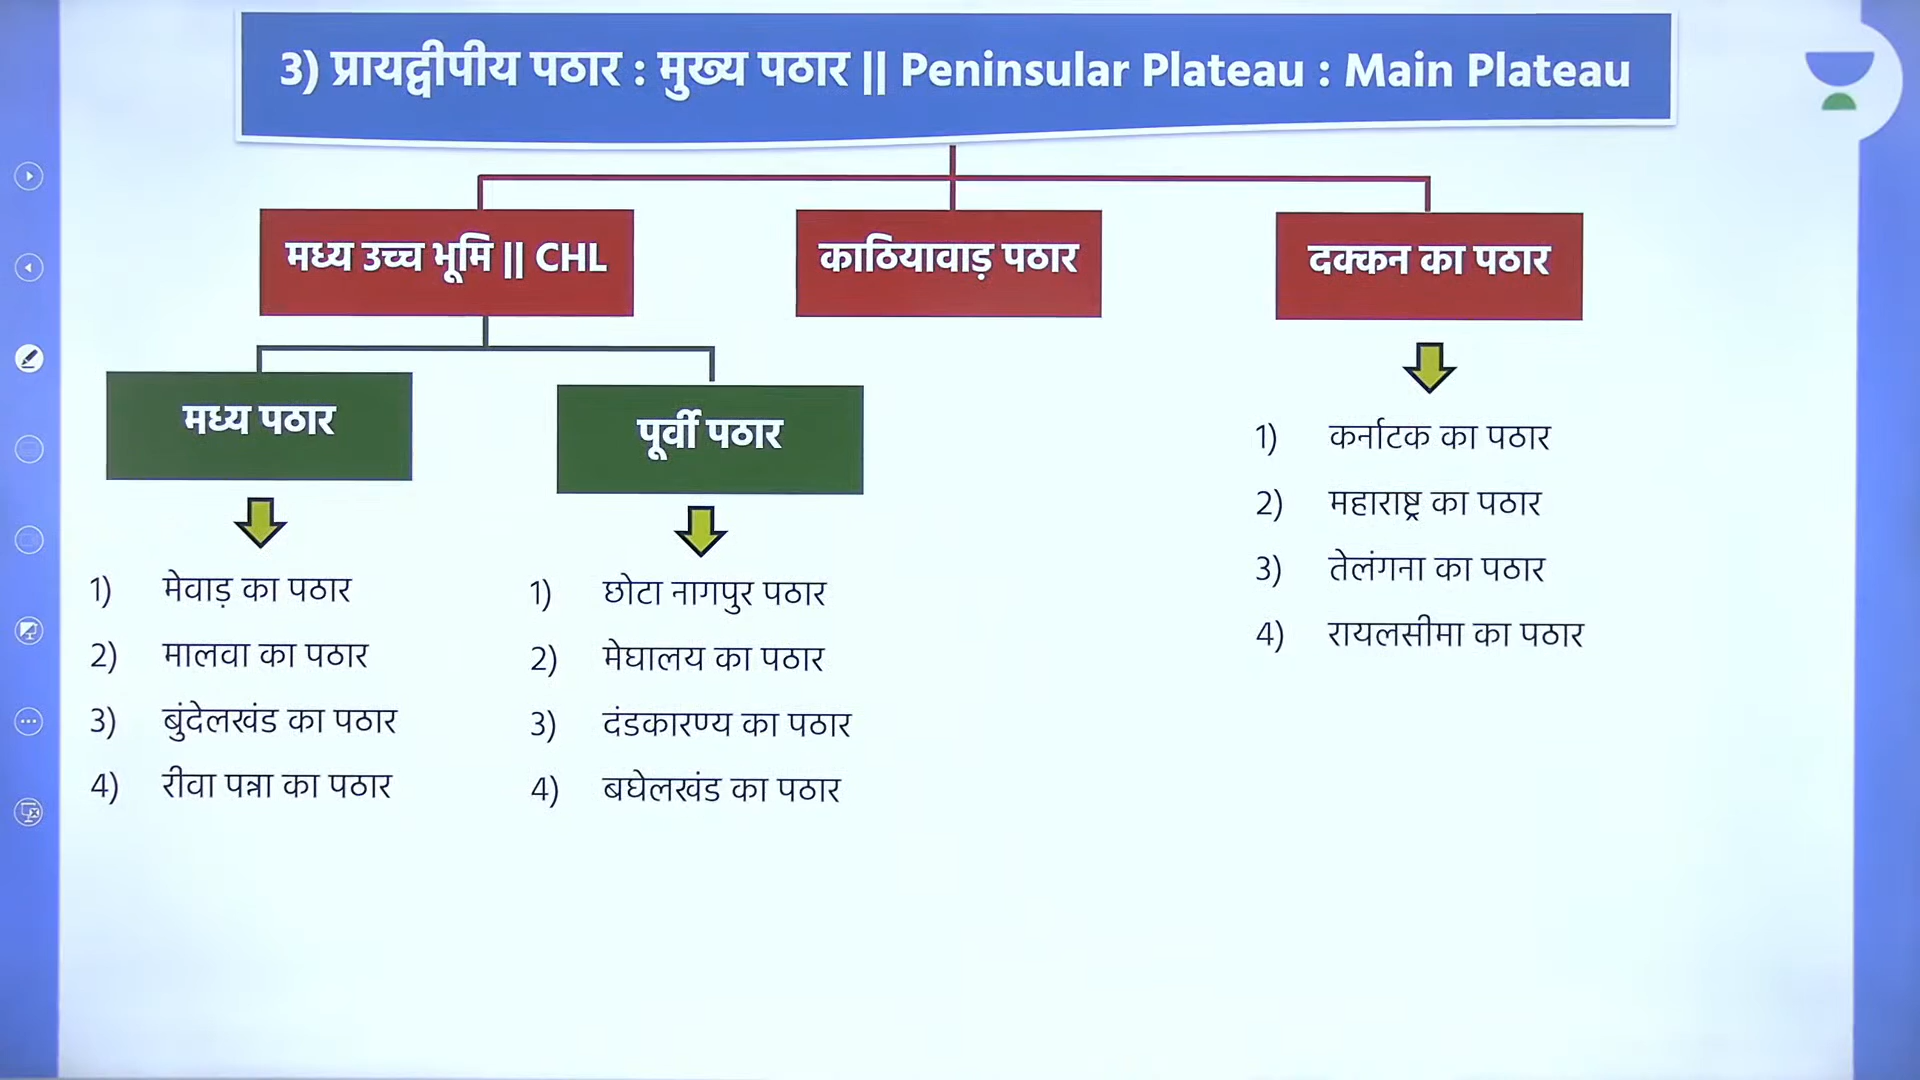 3) प्रायद्वीपीय पठार : मुख्य पठार || Peninsular Plateau : Main Plateau
मध्य उच्च भूमि || CHL
काठियावाड़ पठार
दक्कन का पठार
मध्य पठार
पूर्वी पठार
1) मेवाड़ का पठार
2) मालवा का पठार
3) बुंदेलखंड का पठार
4) रीवा पन्ना का पठार
1) छोटा नागपुर पठार
2) मेघालय का पठार
3) दंडकारण्य का पठार
4) बघेलखंड का पठार
1) कर्नाटक का पठार
2) महाराष्ट्र का पठार
3) तेलंगना का पठार
4) रायलसीमा का पठार